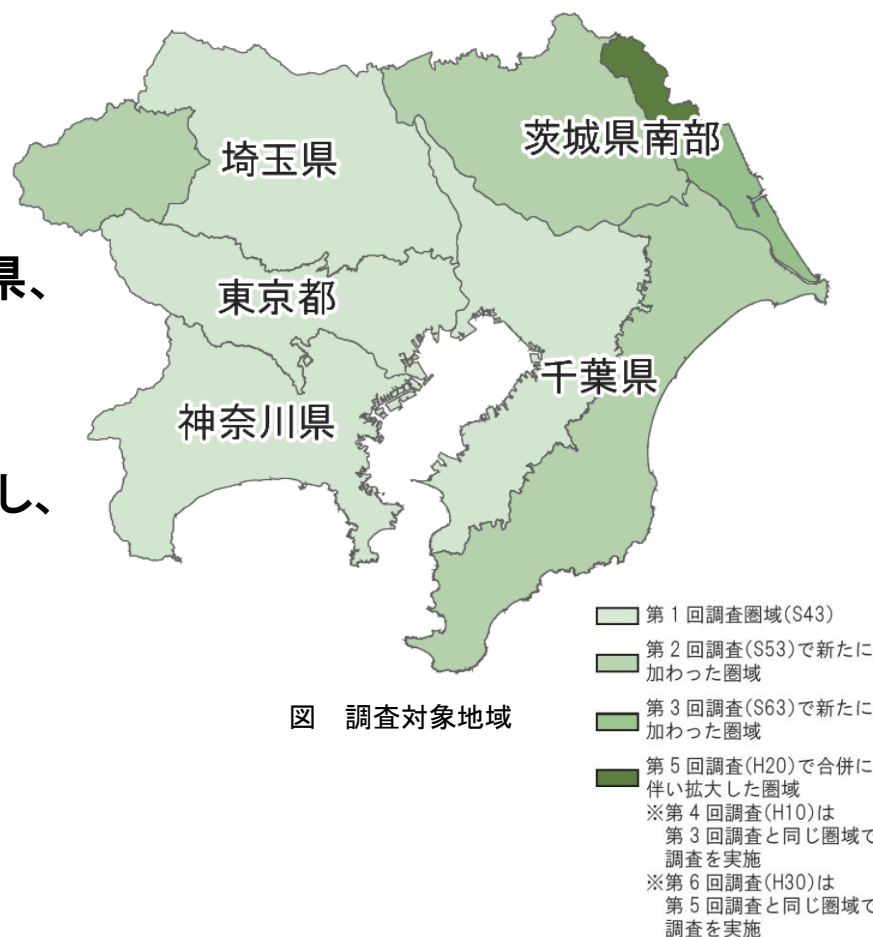 県、
し、
埼玉県
茨城県南部
東京都
千葉県
神奈川県
図　調査対象地域
第1回調査圏域(S43)
第2回調査(S53)で新たに
加わった圏域
第3回調査(S63)で新たに
加わった圏域
第5回調査(H20)で合併に
伴い拡大した圏域
※第4回調査(H10)は
第3回調査と同じ圏域で
調査を実施
※第6回調査(H30)は
第5回調査と同じ圏域で
調査を実施